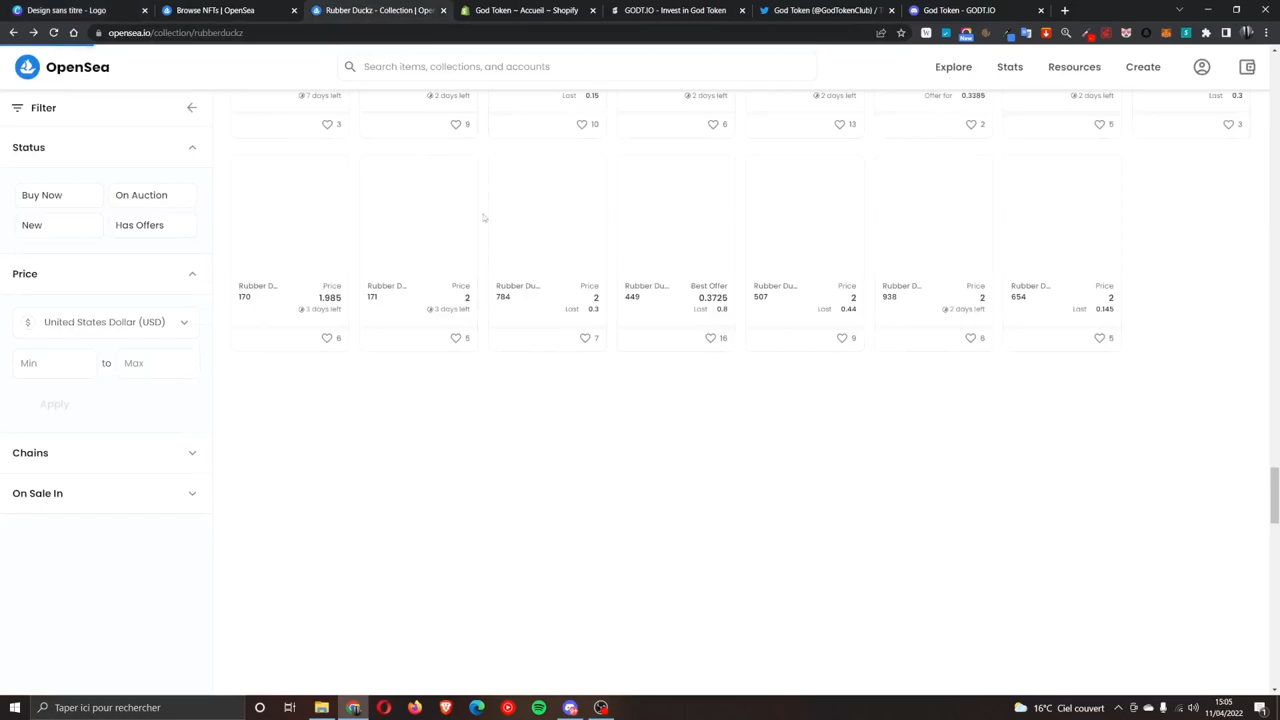 Design sans titre - Logo
Browse NFTs | OpenSea
Rubber Duckz - Collection | Ope
God Token ~ Accueil ~ Shopify
GODT.IO - Invest in God Token
God Token (@GodTokenClub) / T
God Token - GODT.IO
opensea.io/collection/rubberduckz
New
OpenSea
Search items, collections, and accounts
Explore
Stats
Resources
Create
Filter
Status
Buy Now
On Auction
New
Has Offers
Price
$
United States Dollar (USD)
Min
to
Max
Apply
Chains
On Sale In
7 days left
2 days left
Last 0.15
2 days left
2 days left
Offer for 0.3385
2 days left
Last 0.3
3
9
10
6
13
2
5
3
Rubber D... Price
170 1.985
3 days left
6
Rubber D... Price
171 2
3 days left
5
Rubber Du... Price
784 2
Last 0.3
7
Rubber Du... Best Offer
449 0.3725
Last 0.8
16
Rubber Du... Price
507 2
Last 0.44
9
Rubber D... Price
938 2
2 days left
6
Rubber D... Price
654 2
Last 0.145
5
Taper ici pour rechercher
16°C Ciel couvert
15:05
11/04/2022